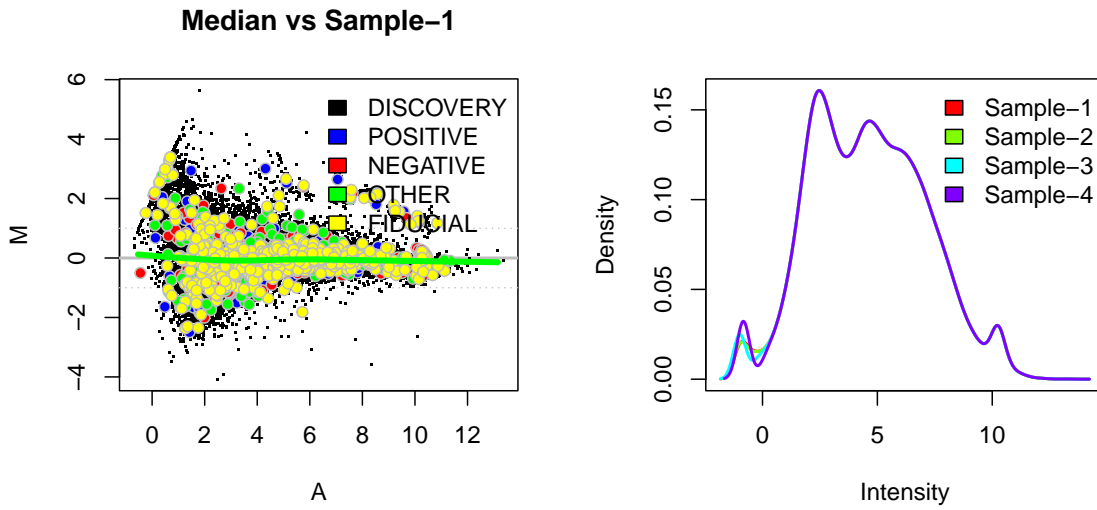 Median vs Sample−1
M
6
4
2
0
−2
−4
DISCOVERY
POSITIVE
NEGATIVE
OTHER
FIDUCIAL
0 2 4 6 8 10 12
A
Density
0.15
0.10
0.05
0.00
Sample−1
Sample−2
Sample−3
Sample−4
0 5 10
Intensity